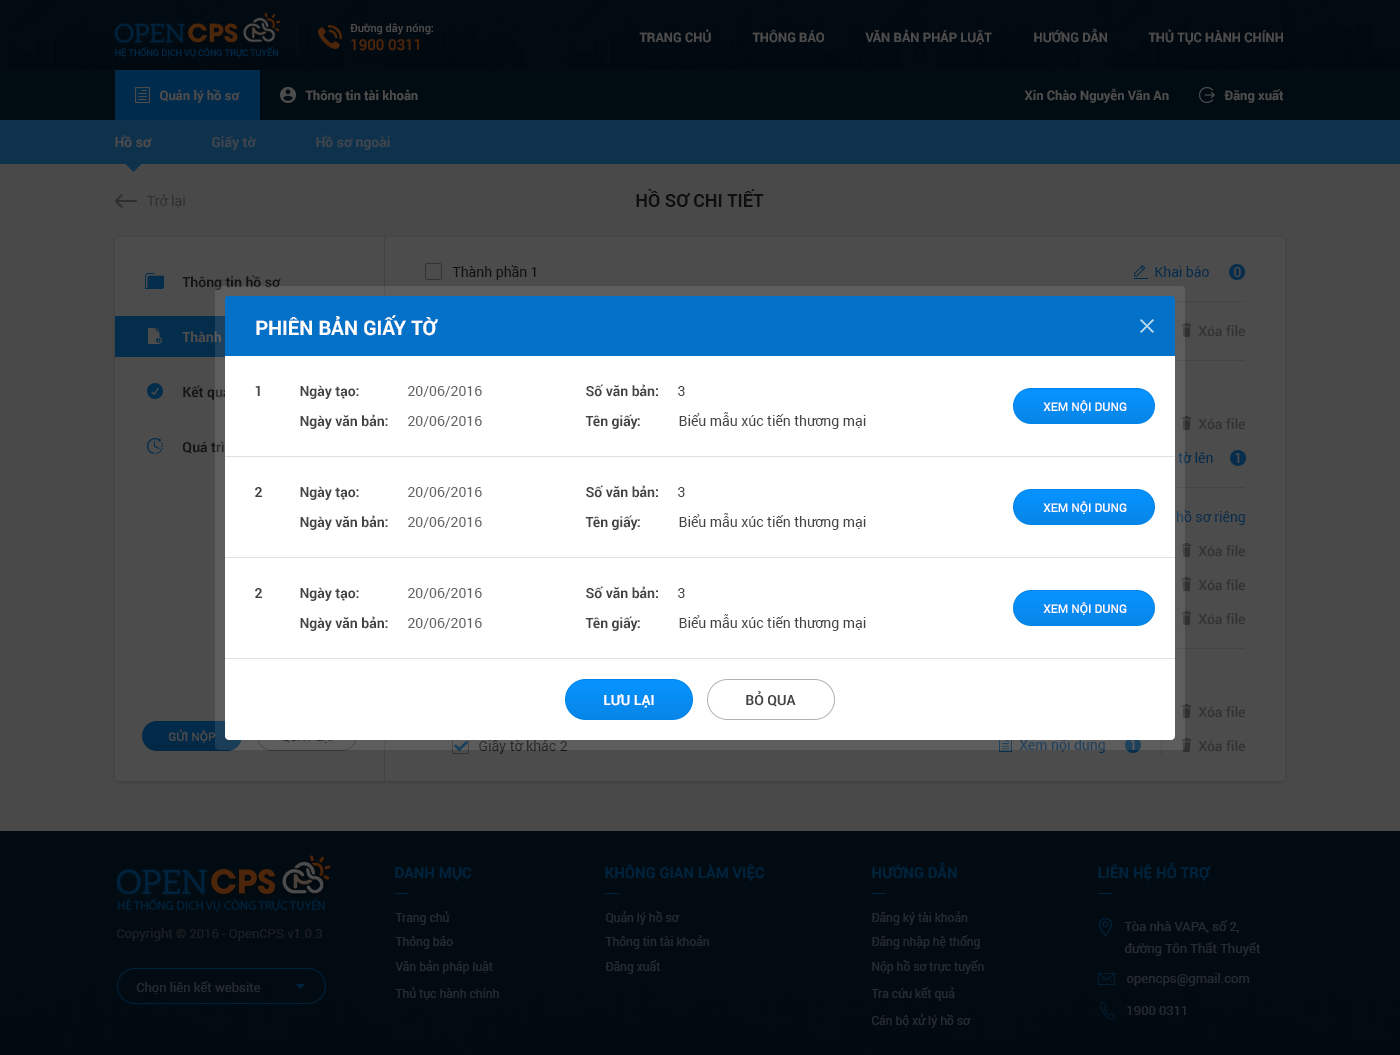 OPENCPS
HỆ THỐNG DỊCH VỤ CÔNG TRỰC TUYẾN
Đường dây nóng:
1900 0311
TRANG CHỦ
THÔNG BÁO
VĂN BẢN PHÁP LUẬT
HƯỚNG DẪN
THỦ TỤC HÀNH CHÍNH
Quản lý hồ sơ
Thông tin tài khoản
Xin Chào Nguyễn Văn An
Đăng xuất
Hồ sơ
Giấy tờ
Hồ sơ ngoài
Trở lại
HỒ SƠ CHI TIẾT
Thông tin hồ sơ
Thành
Kết quả
Quá trì
GỬI NỘP
Thành phần 1
Khai báo 0
Xóa file
Xóa file
tờ lên 1
hồ sơ riêng
Xóa file
Xóa file
Xóa file
Xóa file
Giấy tờ khác 2
Xem nội dung 1
Xóa file
PHIÊN BẢN GIẤY TỜ
1 Ngày tạo: 20/06/2016 Số văn bản: 3
Ngày văn bản: 20/06/2016 Tên giấy: Biểu mẫu xúc tiến thương mại
XEM NỘI DUNG
2 Ngày tạo: 20/06/2016 Số văn bản: 3
Ngày văn bản: 20/06/2016 Tên giấy: Biểu mẫu xúc tiến thương mại
XEM NỘI DUNG
2 Ngày tạo: 20/06/2016 Số văn bản: 3
Ngày văn bản: 20/06/2016 Tên giấy: Biểu mẫu xúc tiến thương mại
XEM NỘI DUNG
LƯU LẠI
BỎ QUA
OPENCPS
HỆ THỐNG DỊCH VỤ CÔNG TRỰC TUYẾN
Copyright © 2016 - OpenCPS v1.0.3
Chọn liên kết website
DANH MỤC
Trang chủ
Thông báo
Văn bản pháp luật
Thủ tục hành chính
KHÔNG GIAN LÀM VIỆC
Quản lý hồ sơ
Thông tin tài khoản
Đăng xuất
HƯỚNG DẪN
Đăng ký tài khoản
Đăng nhập hệ thống
Nộp hồ sơ trực tuyến
Tra cứu kết quả
Cán bộ xử lý hồ sơ
LIÊN HỆ HỖ TRỢ
Tòa nhà VAPA, số 2,
đường Tôn Thất Thuyết
opencps@gmail.com
1900 0311